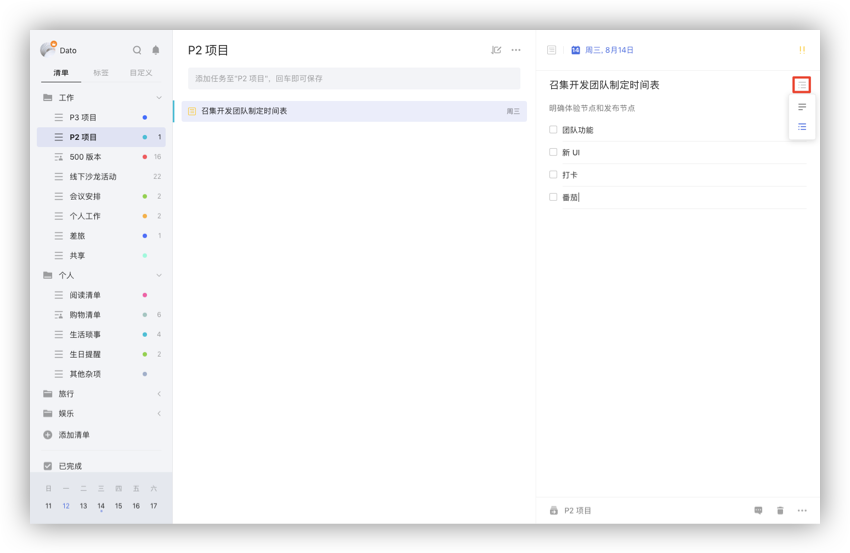 Dato
清单 标签 自定义
工作
P3 项目
P2 项目 1
500 版本 16
线下沙龙活动 22
会议安排 2
个人工作 2
差旅 1
共享
个人
阅读清单
购物清单 6
生活琐事 4
生日提醒 2
其他杂项
旅行
娱乐
添加清单
已完成
日 一 二 三 四 五 六
11 12 13 14 15 16 17
P2 项目
添加任务至“P2 项目”，回车即可保存
召集开发团队制定时间表 周三
14 周三, 8月14日 !!
召集开发团队制定时间表
明确体验节点和发布节点
团队功能
新 UI
打卡
番茄
P2 项目